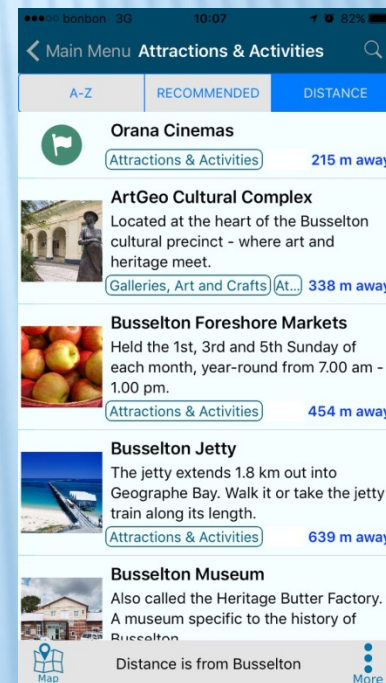 bonbon 3G 10:07 82%
Main Menu Attractions & Activities
A-Z RECOMMENDED DISTANCE
Orana Cinemas
Attractions & Activities 215 m away
ArtGeo Cultural Complex
Located at the heart of the Busselton
cultural precinct - where art and
heritage meet.
Galleries, Art and Crafts At... 338 m away
Busselton Foreshore Markets
Held the 1st, 3rd and 5th Sunday of
each month, year-round from 7.00 am -
1.00 pm.
Attractions & Activities 454 m away
Busselton Jetty
The jetty extends 1.8 km out into
Geographe Bay. Walk it or take the jetty
train along its length.
Attractions & Activities 639 m away
Busselton Museum
Also called the Heritage Butter Factory.
A museum specific to the history of
Busselton
Distance is from Busselton
Map More